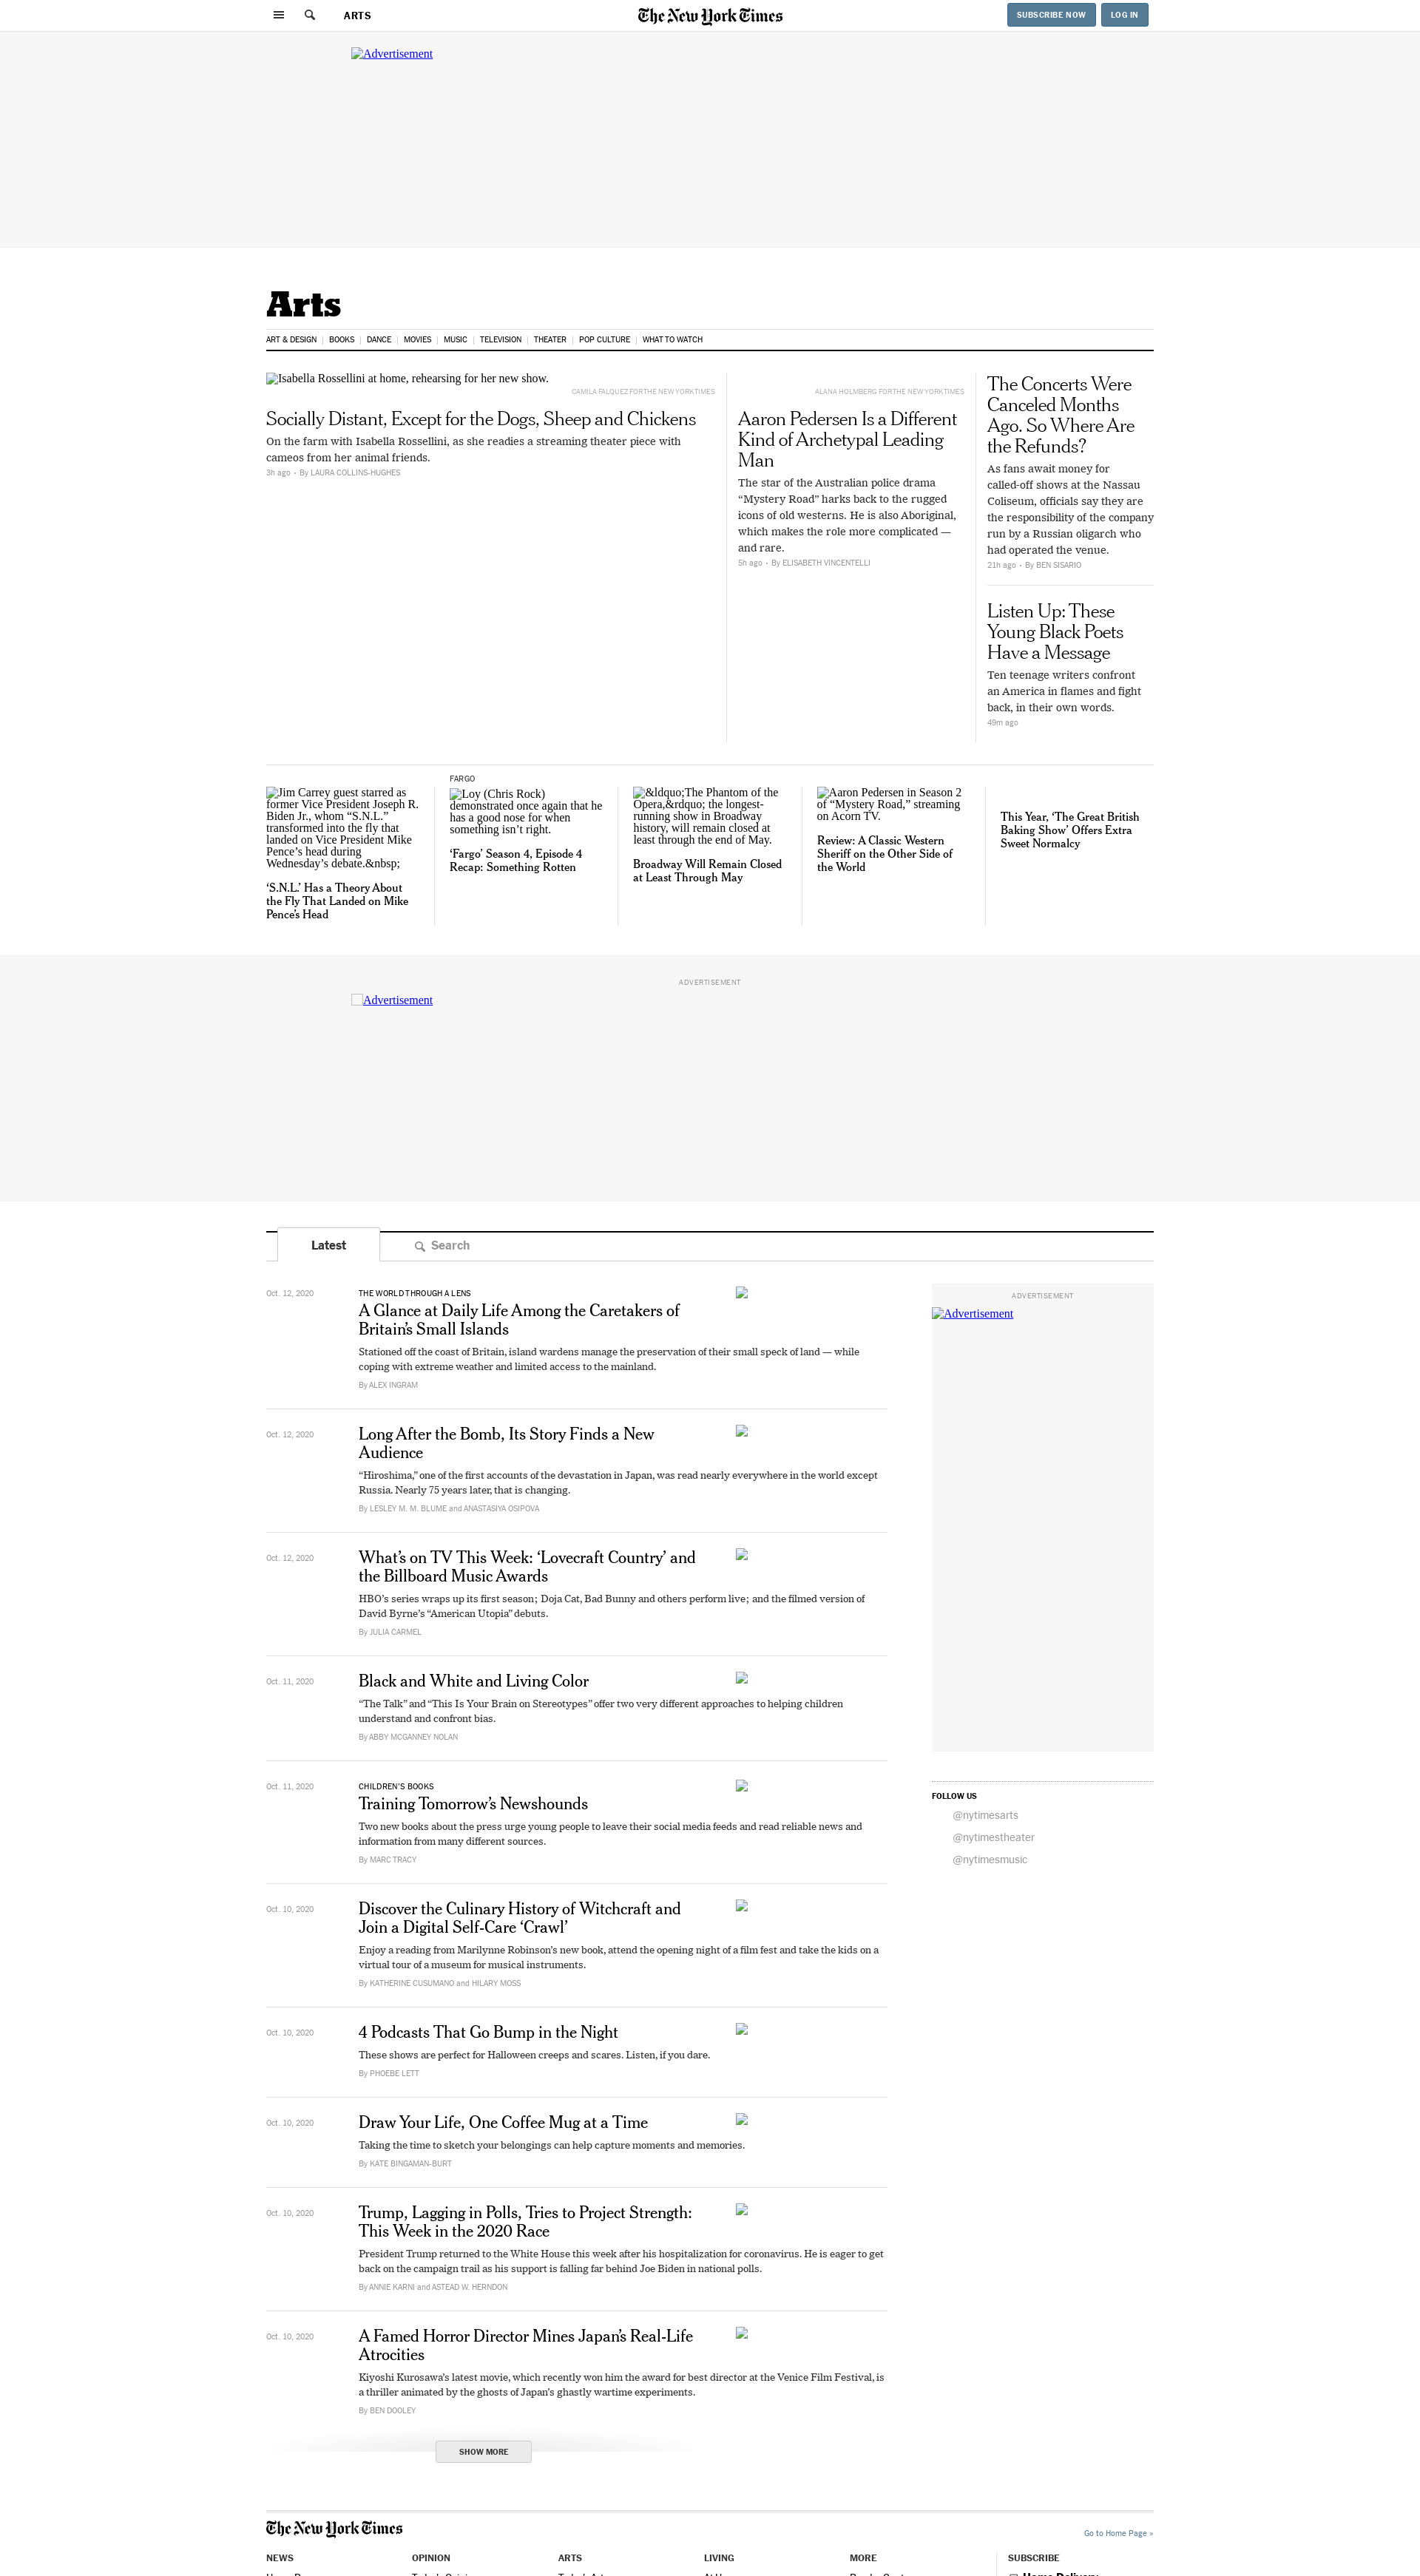 ARTS
The New York Times
SUBSCRIBE NOW
LOG IN
Advertisement
Arts
ART & DESIGN
BOOKS
DANCE
MOVIES
MUSIC
TELEVISION
THEATER
POP CULTURE
WHAT TO WATCH
Isabella Rossellini at home, rehearsing for her new show.
CAMILA FALQUEZ FOR THE NEW YORK TIMES
Socially Distant, Except for the Dogs, Sheep and Chickens
On the farm with Isabella Rossellini, as she readies a streaming theater piece with
cameos from her animal friends.
3h ago • By LAURA COLLINS-HUGHES
ALANA HOLMBERG FOR THE NEW YORK TIMES
Aaron Pedersen Is a Different
Kind of Archetypal Leading
Man
The star of the Australian police drama
“Mystery Road” harks back to the rugged
icons of old westerns. He is also Aboriginal,
which makes the role more complicated —
and rare.
5h ago • By ELISABETH VINCENTELLI
The Concerts Were
Canceled Months
Ago. So Where Are
the Refunds?
As fans await money for
called-off shows at the Nassau
Coliseum, officials say they are
the responsibility of the company
run by a Russian oligarch who
had operated the venue.
21h ago • By BEN SISARIO
Listen Up: These
Young Black Poets
Have a Message
Ten teenage writers confront
an America in flames and fight
back, in their own words.
49m ago
Jim Carrey guest starred as
former Vice President Joseph R.
Biden Jr., whom “S.N.L.”
transformed into the fly that
landed on Vice President Mike
Pence’s head during
Wednesday’s debate.&nbsp;
‘S.N.L.’ Has a Theory About
the Fly That Landed on Mike
Pence’s Head
FARGO
Loy (Chris Rock)
demonstrated once again that he
has a good nose for when
something isn’t right.
‘Fargo’ Season 4, Episode 4
Recap: Something Rotten
&ldquo;The Phantom of the
Opera,&rdquo; the longest-
running show in Broadway
history, will remain closed at
least through the end of May.
Broadway Will Remain Closed
at Least Through May
Aaron Pedersen in Season 2
of “Mystery Road,” streaming
on Acorn TV.
Review: A Classic Western
Sheriff on the Other Side of
the World
This Year, ‘The Great British
Baking Show’ Offers Extra
Sweet Normalcy
ADVERTISEMENT
Advertisement
Latest
Search
Oct. 12, 2020
THE WORLD THROUGH A LENS
A Glance at Daily Life Among the Caretakers of
Britain’s Small Islands
Stationed off the coast of Britain, island wardens manage the preservation of their small speck of land — while
coping with extreme weather and limited access to the mainland.
By ALEX INGRAM
Oct. 12, 2020
Long After the Bomb, Its Story Finds a New
Audience
“Hiroshima,” one of the first accounts of the devastation in Japan, was read nearly everywhere in the world except
Russia. Nearly 75 years later, that is changing.
By LESLEY M. M. BLUME and ANASTASIYA OSIPOVA
Oct. 12, 2020
What’s on TV This Week: ‘Lovecraft Country’ and
the Billboard Music Awards
HBO’s series wraps up its first season; Doja Cat, Bad Bunny and others perform live; and the filmed version of
David Byrne’s “American Utopia” debuts.
By JULIA CARMEL
Oct. 11, 2020
Black and White and Living Color
“The Talk” and “This Is Your Brain on Stereotypes” offer two very different approaches to helping children
understand and confront bias.
By ABBY MCGANNEY NOLAN
Oct. 11, 2020
CHILDREN’S BOOKS
Training Tomorrow’s Newshounds
Two new books about the press urge young people to leave their social media feeds and read reliable news and
information from many different sources.
By MARC TRACY
Oct. 10, 2020
Discover the Culinary History of Witchcraft and
Join a Digital Self-Care ‘Crawl’
Enjoy a reading from Marilynne Robinson’s new book, attend the opening night of a film fest and take the kids on a
virtual tour of a museum for musical instruments.
By KATHERINE CUSUMANO and HILARY MOSS
Oct. 10, 2020
4 Podcasts That Go Bump in the Night
These shows are perfect for Halloween creeps and scares. Listen, if you dare.
By PHOEBE LETT
Oct. 10, 2020
Draw Your Life, One Coffee Mug at a Time
Taking the time to sketch your belongings can help capture moments and memories.
By KATE BINGAMAN-BURT
Oct. 10, 2020
Trump, Lagging in Polls, Tries to Project Strength:
This Week in the 2020 Race
President Trump returned to the White House this week after his hospitalization for coronavirus. He is eager to get
back on the campaign trail as his support is falling far behind Joe Biden in national polls.
By ANNIE KARNI and ASTEAD W. HERNDON
Oct. 10, 2020
A Famed Horror Director Mines Japan’s Real-Life
Atrocities
Kiyoshi Kurosawa’s latest movie, which recently won him the award for best director at the Venice Film Festival, is
a thriller animated by the ghosts of Japan’s ghastly wartime experiments.
By BEN DOOLEY
SHOW MORE
ADVERTISEMENT
Advertisement
FOLLOW US
@nytimesarts
@nytimestheater
@nytimesmusic
The New York Times
Go to Home Page »
NEWS
OPINION
ARTS
LIVING
MORE
SUBSCRIBE